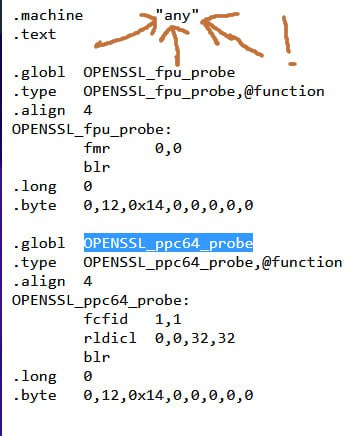 .machine "any"
.text
.globl OPENSSL_fpu_probe
.type OPENSSL_fpu_probe,@function
.align 4
OPENSSL_fpu_probe:
fmr 0,0
blr
.long 0
.byte 0,12,0x14,0,0,0,0,0
.globl OPENSSL_ppc64_probe
.type OPENSSL_ppc64_probe,@function
.align 4
OPENSSL_ppc64_probe:
fcfid 1,1
rldicl 0,0,32,32
blr
.long 0
.byte 0,12,0x14,0,0,0,0,0